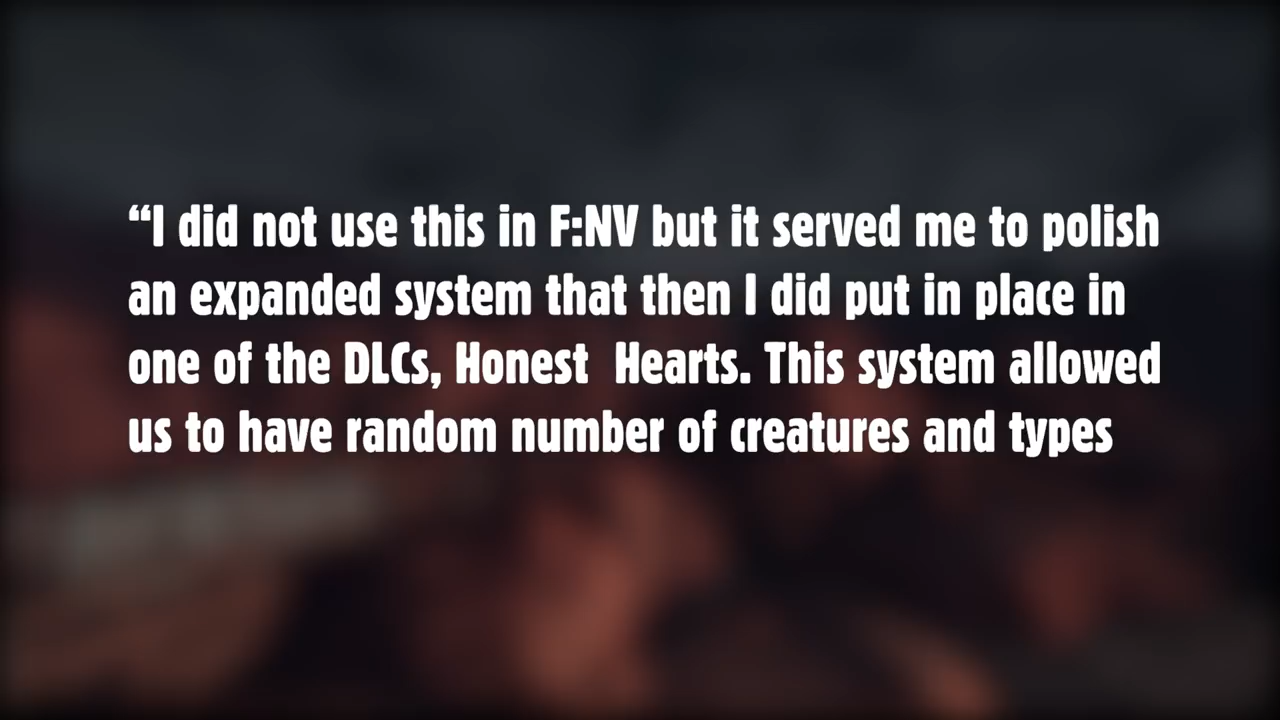 “I did not use this in F:NV but it served me to polish
an expanded system that then I did put in place in
one of the DLCs, Honest  Hearts. This system allowed
us to have random number of creatures and types